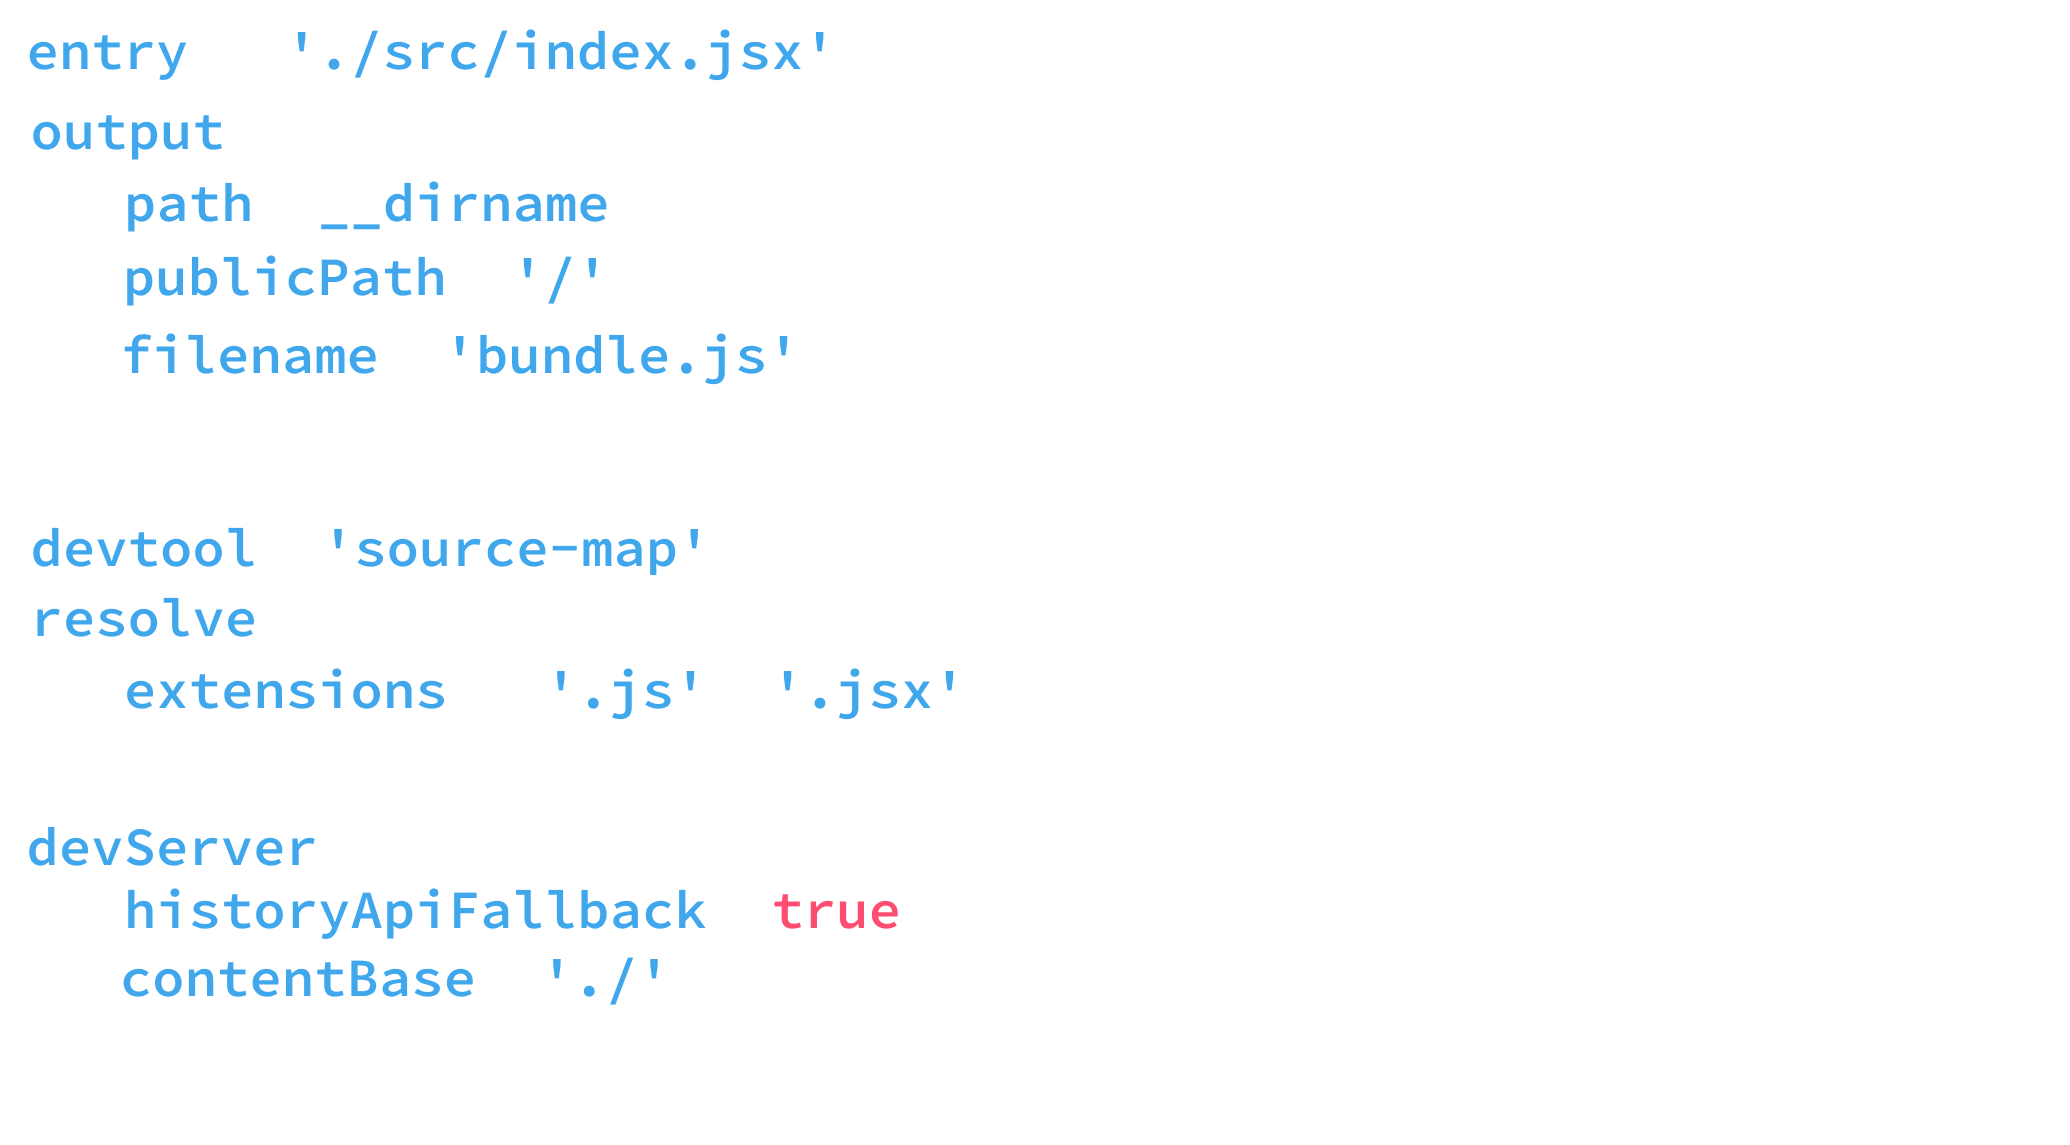 entry './src/index.jsx'
output
path __dirname
publicPath '/'
filename 'bundle.js'
devtool 'source-map'
resolve
extensions '.js' '.jsx'
devServer
historyApiFallback true
contentBase './'